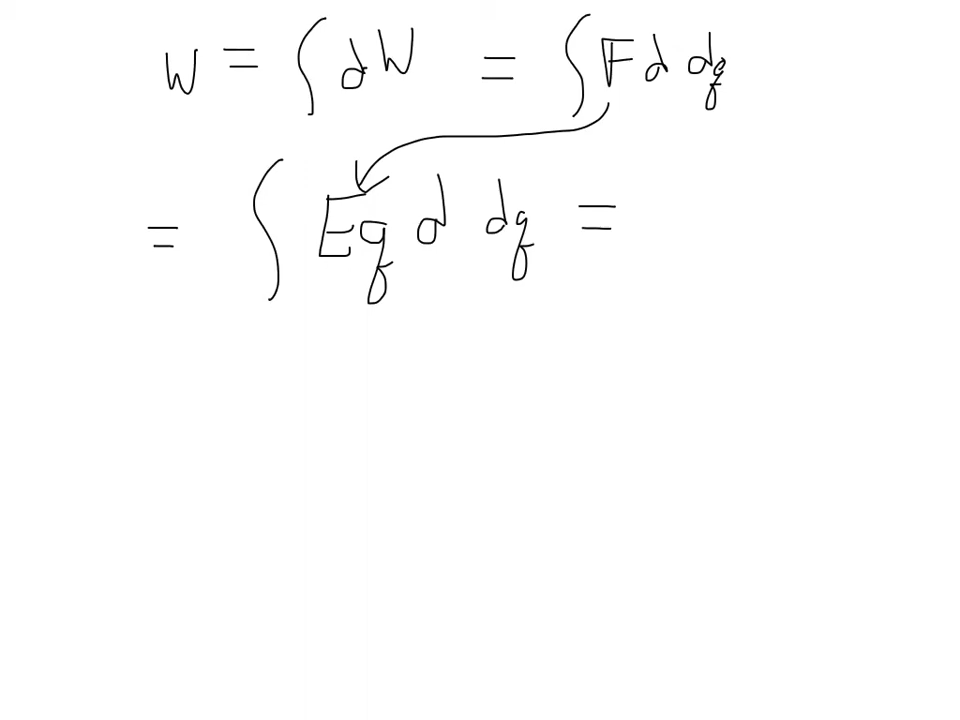 W = ∫ dW = ∫ F d dq
= ∫ Eq d dq =